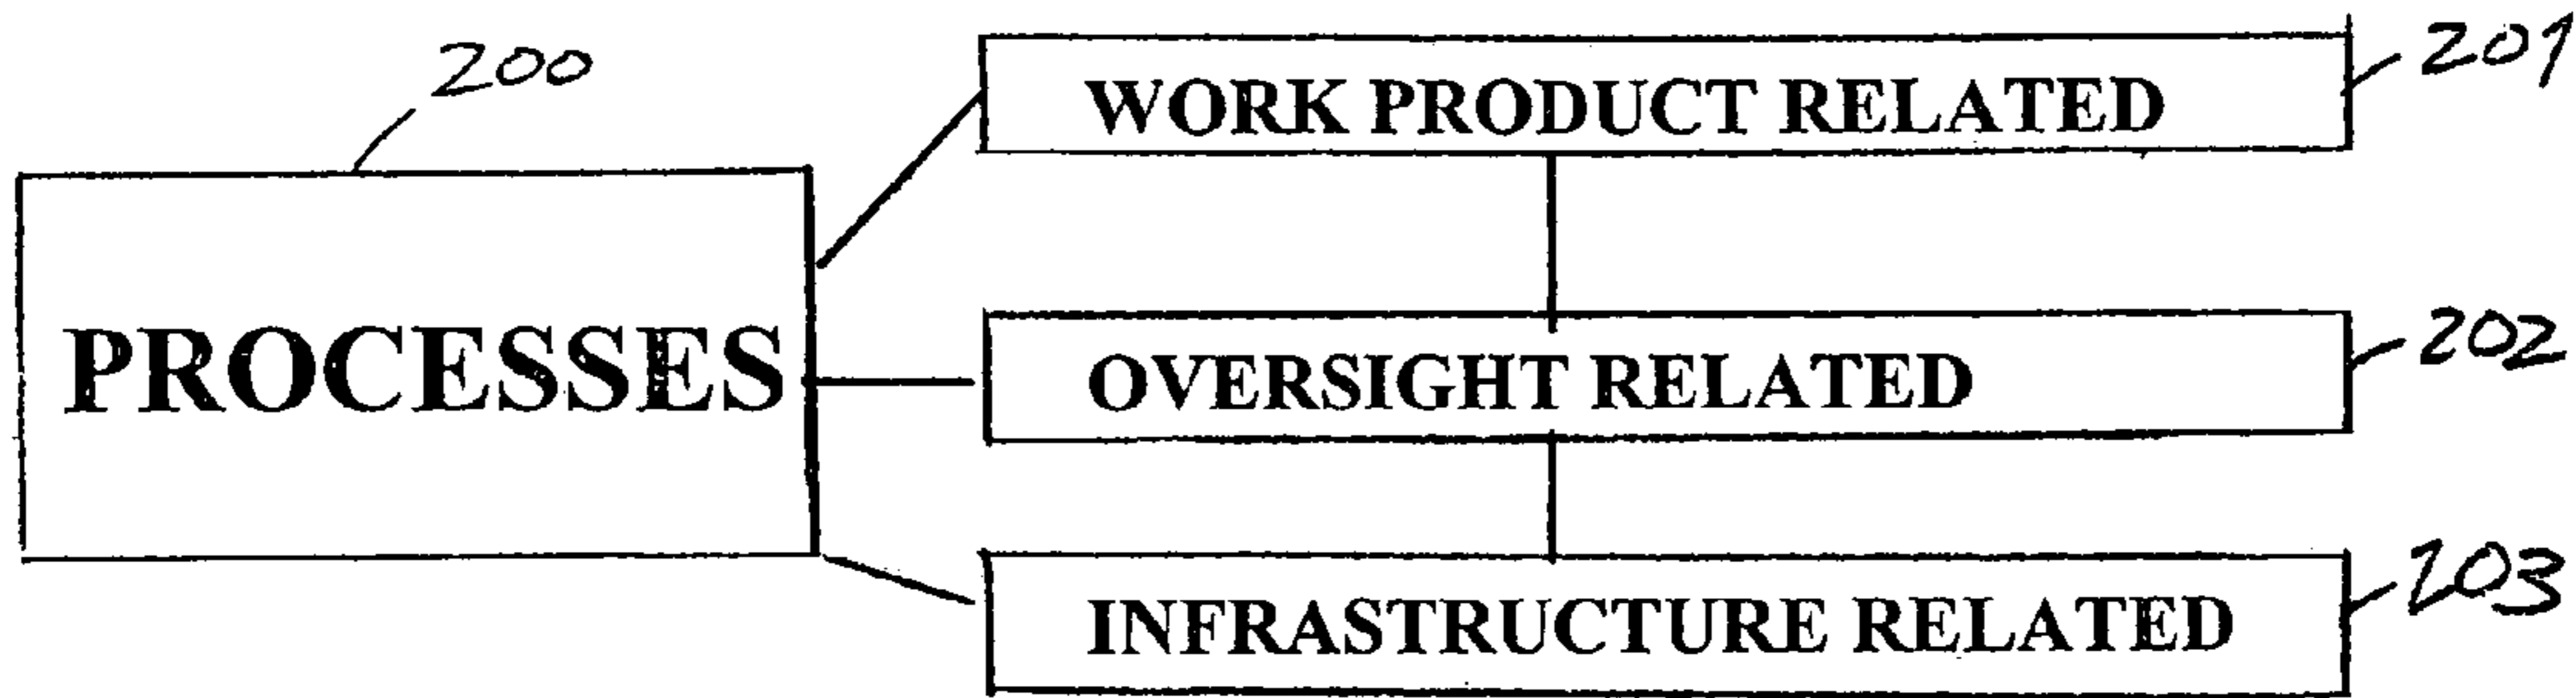 200
PROCESSES
WORK PRODUCT RELATED
201
OVERSIGHT RELATED
202
INFRASTRUCTURE RELATED
203